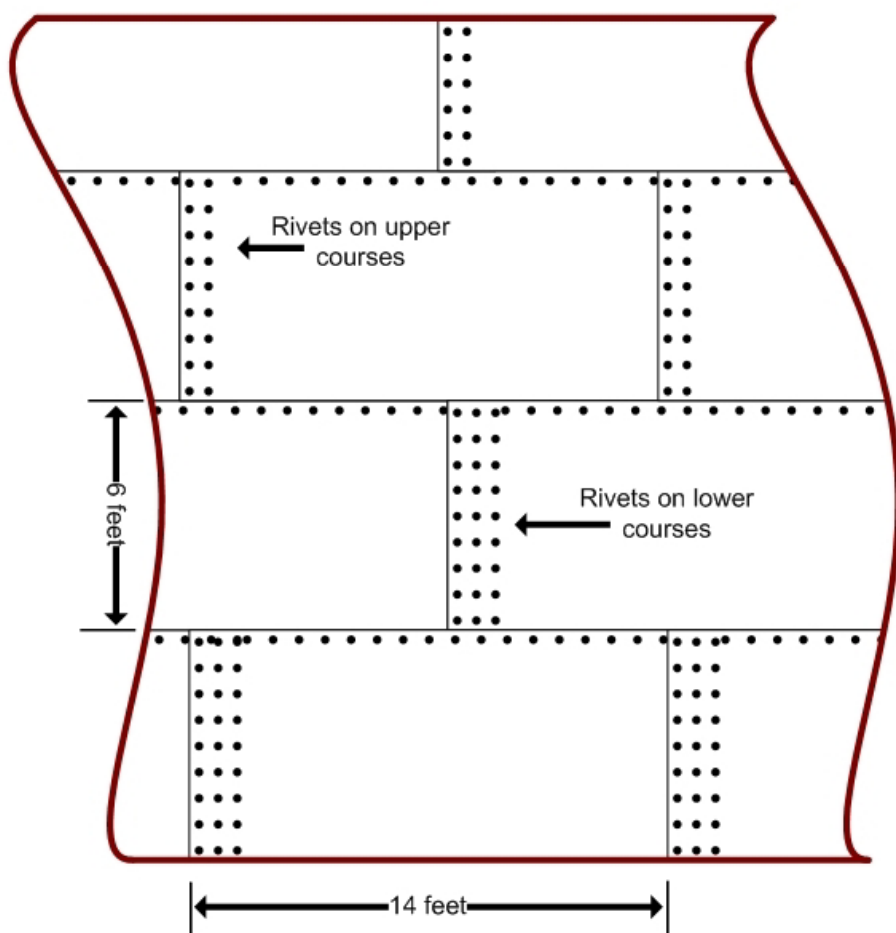 Rivets on upper
courses
6 feet
Rivets on lower
courses
14 feet